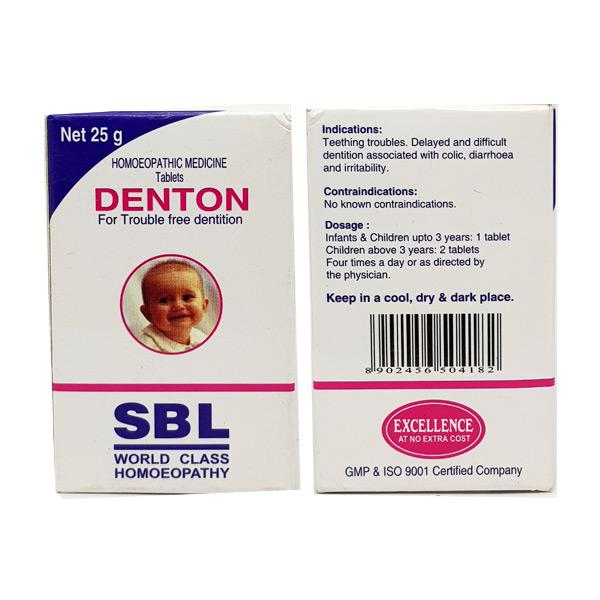 Net 25 g
HOMOEOPATHIC MEDICINE
Tablets
DENTON
For Trouble free dentition
SBL
WORLD CLASS
HOMOEOPATHY
Indications:
Teething troubles. Delayed and difficult
dentition associated with colic, diarrhoea
and irritability.
Contraindications:
No known contraindications.
Dosage :
Infants & Children upto 3 years: 1 tablet
Children above 3 years: 2 tablets
Four times a day or as directed by
the physician.
Keep in a cool, dry & dark place.
8 902456 504182
EXCELLENCE
AT NO EXTRA COST
GMP & ISO 9001 Certified Company